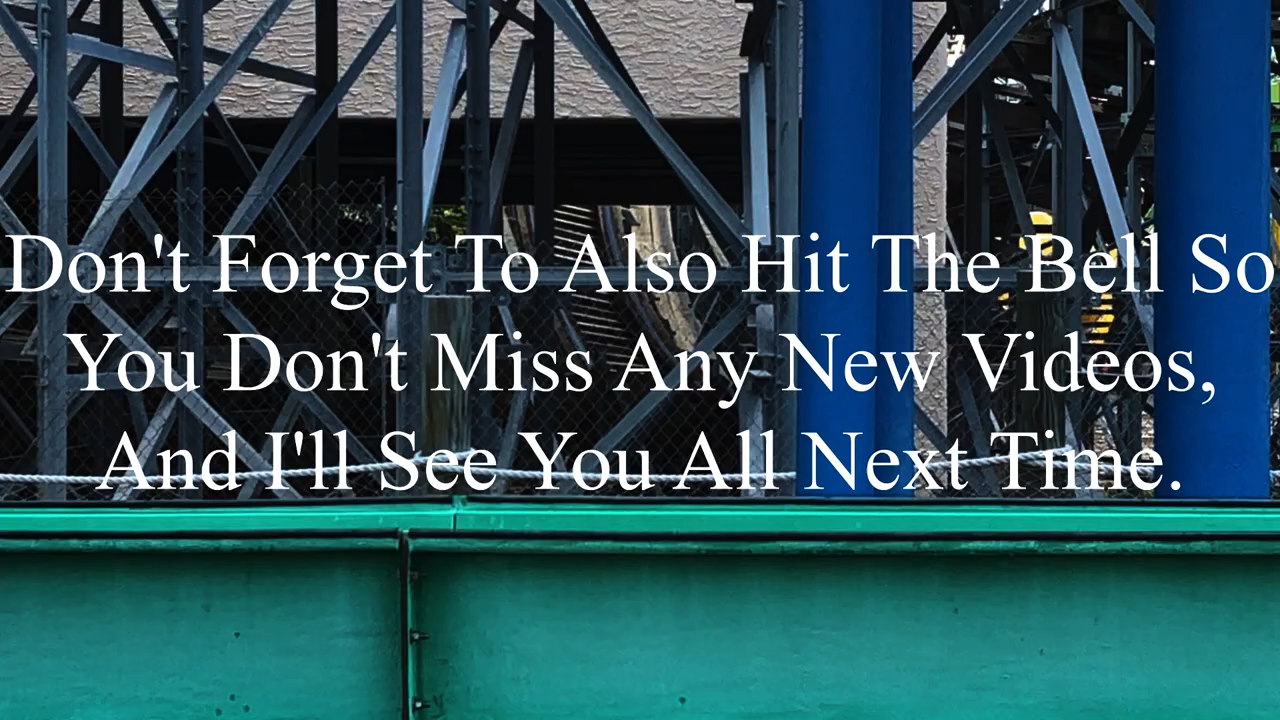 Don't Forget To Also Hit The Bell So
You Don't Miss Any New Videos,
And I'll See You All Next Time.